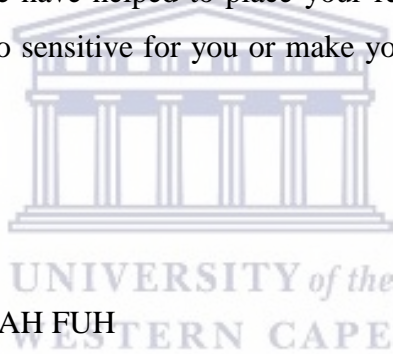 have helped to place your
o sensitive for you or make yo
UNIVERSITY of the
AH FUH
WESTERN CAPE